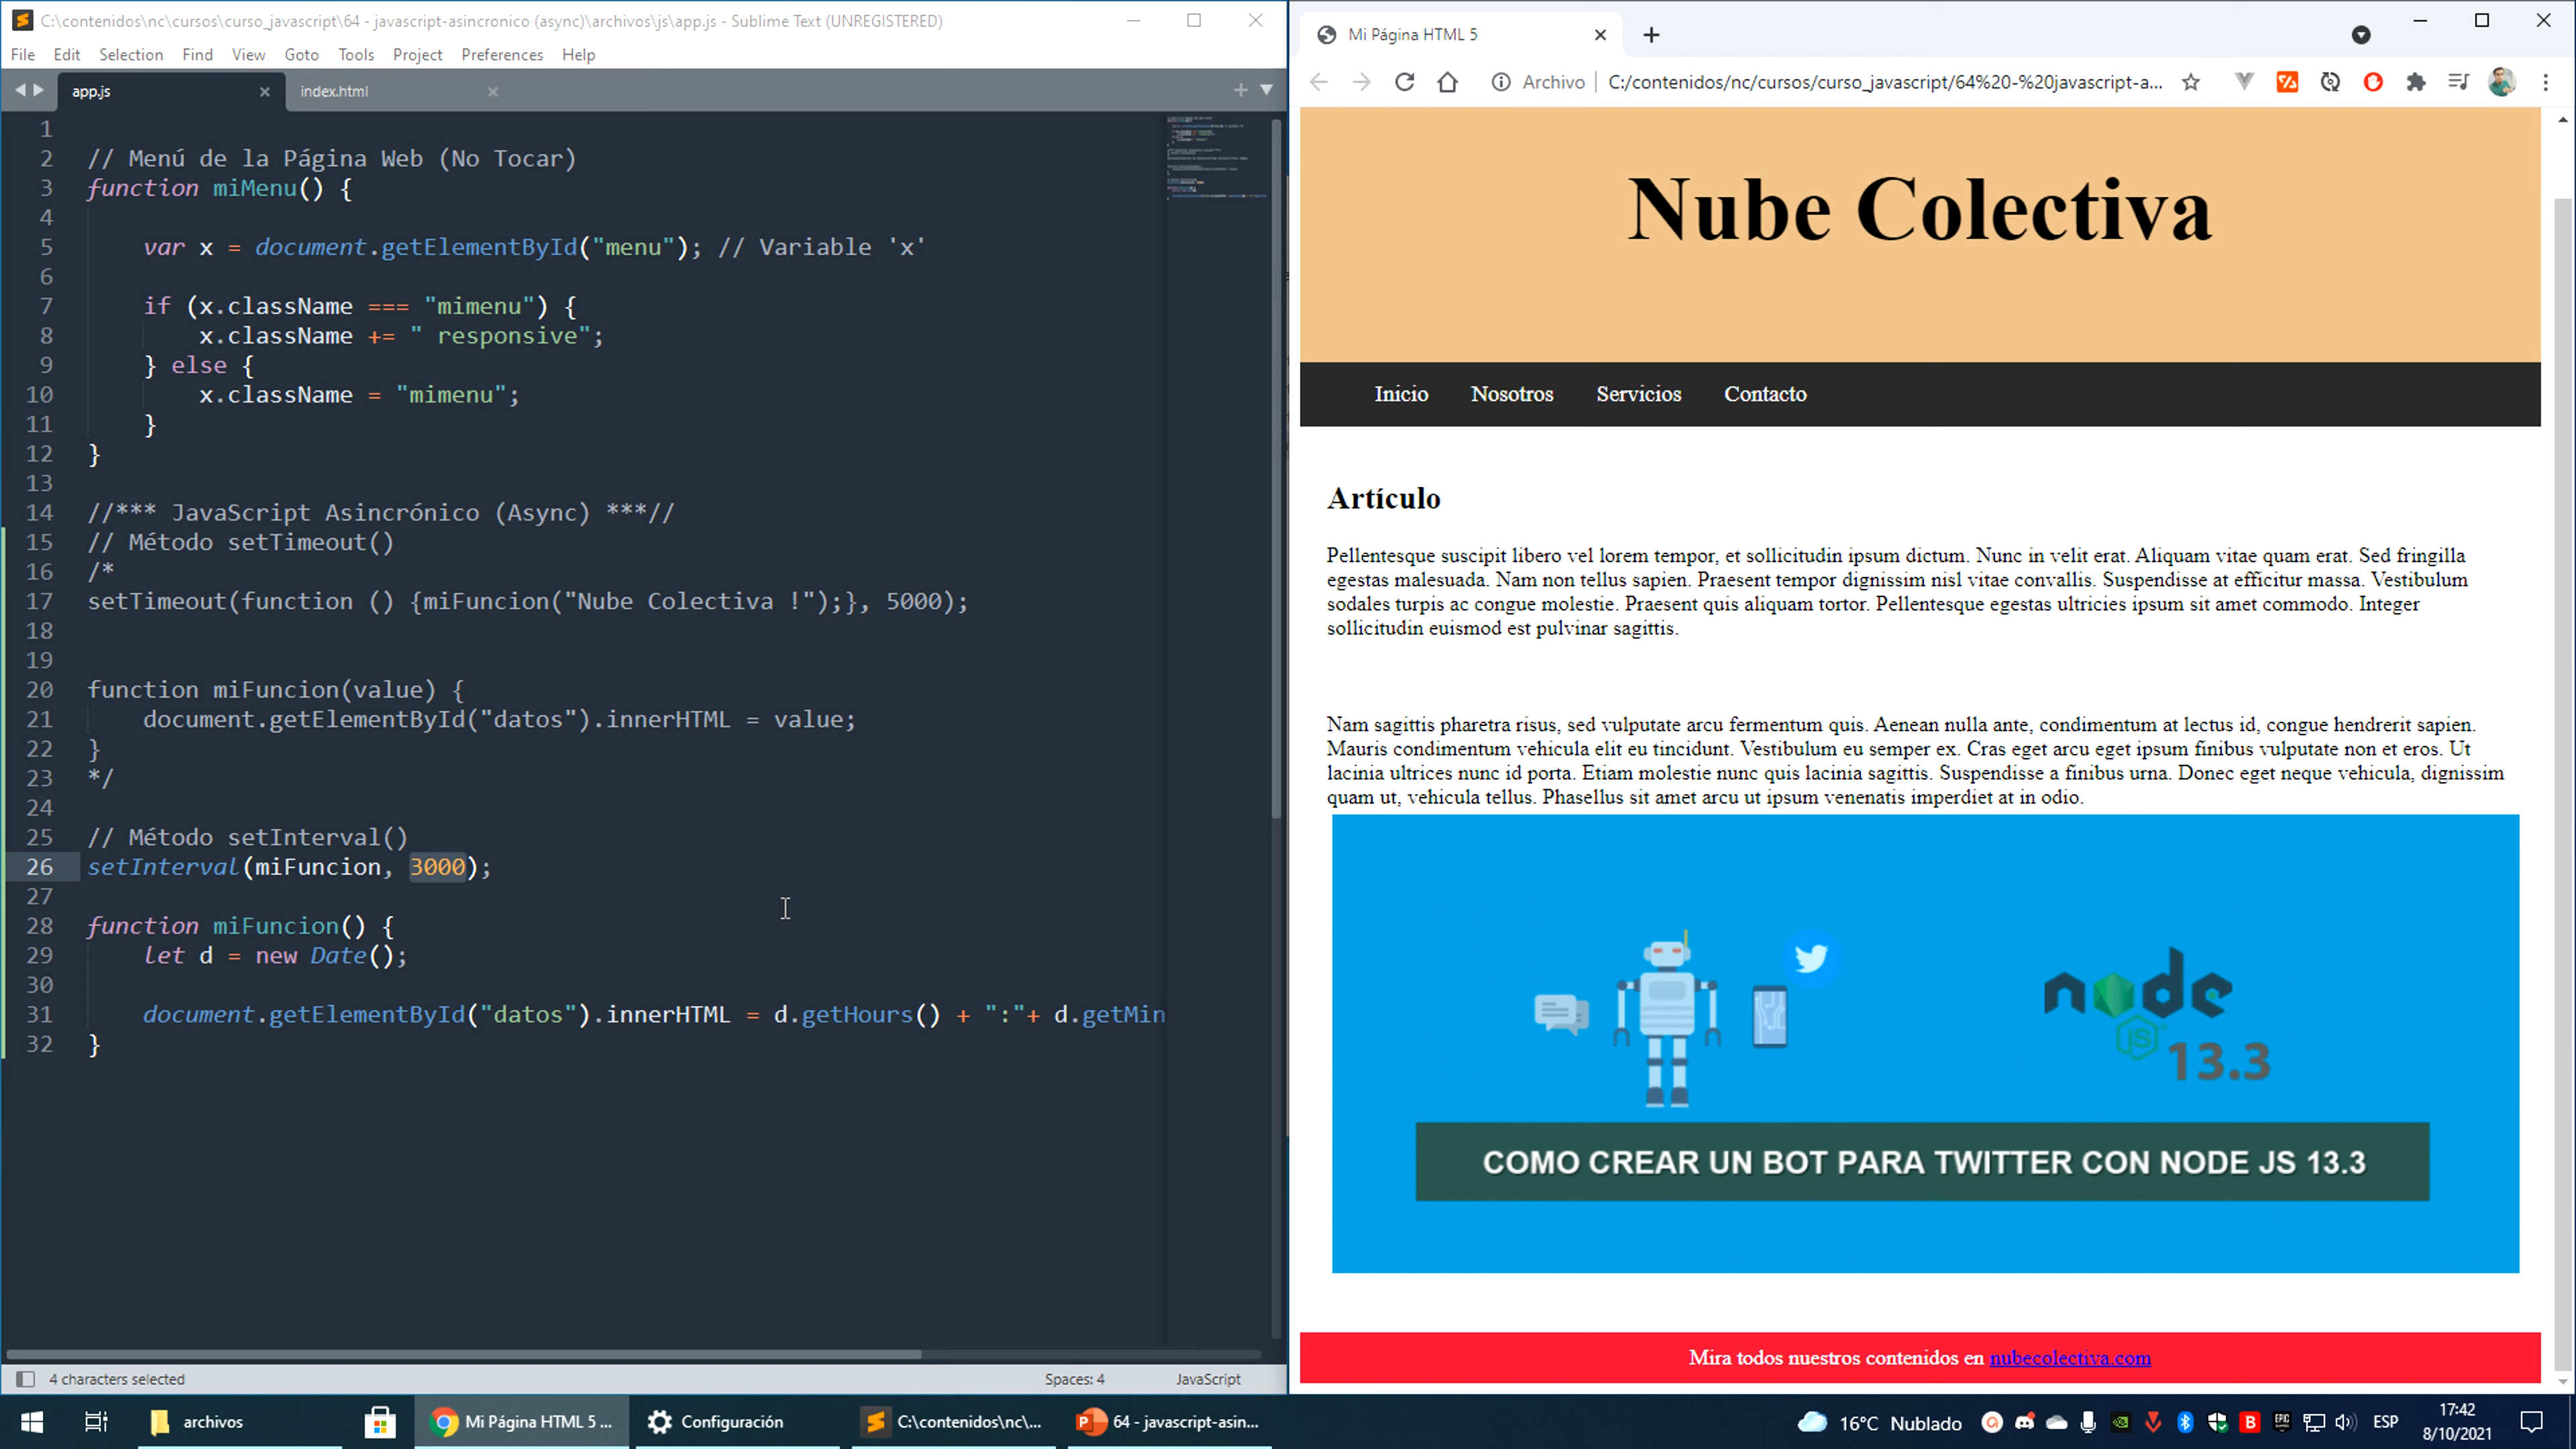 C:\contenidos\nc\cursos\curso_javascript\64 - javascript-asincronico (async)\archivos\js\app.js - Sublime Text (UNREGISTERED)
File Edit Selection Find View Goto Tools Project Preferences Help
app.js
index.html
1
2 // Menú de la Página Web (No Tocar)
3 function miMenu() {
4
5 var x = document.getElementById("menu"); // Variable 'x'
6
7 if (x.className === "mimenu") {
8 x.className += " responsive";
9 } else {
10 x.className = "mimenu";
11 }
12 }
13
14 //*** JavaScript Asincrónico (Async) ***//
15 // Método setTimeout()
16 /*
17 setTimeout(function () {miFuncion("Nube Colectiva !");}, 5000);
18
19
20 function miFuncion(value) {
21 document.getElementById("datos").innerHTML = value;
22 }
23 */
24
25 // Método setInterval()
26 setInterval(miFuncion, 3000);
27
28 function miFuncion() {
29 let d = new Date();
30
31 document.getElementById("datos").innerHTML = d.getHours() + ":"+ d.getMin
32 }
4 characters selected
Spaces: 4
JavaScript
Mi Página HTML 5
Archivo C:/contenidos/nc/cursos/curso_javascript/64%20-%20javascript-a...
Nube Colectiva
Inicio Nosotros Servicios Contacto
Artículo
Pellentesque suscipit libero vel lorem tempor, et sollicitudin ipsum dictum. Nunc in velit erat. Aliquam vitae quam erat. Sed fringilla
egestas malesuada. Nam non tellus sapien. Praesent tempor dignissim nisl vitae convallis. Suspendisse at efficitur massa. Vestibulum
sodales turpis ac congue molestie. Praesent quis aliquam tortor. Pellentesque egestas ultricies ipsum sit amet commodo. Integer
sollicitudin euismod est pulvinar sagittis.
Nam sagittis pharetra risus, sed vulputate arcu fermentum quis. Aenean nulla ante, condimentum at lectus id, congue hendrerit sapien.
Mauris condimentum vehicula elit eu tincidunt. Vestibulum eu semper ex. Cras eget arcu eget ipsum finibus vulputate non et eros. Ut
lacinia ultrices nunc id porta. Etiam molestie nunc quis lacinia sagittis. Suspendisse a finibus urna. Donec eget neque vehicula, dignissim
quam ut, vehicula tellus. Phasellus sit amet arcu ut ipsum venenatis imperdiet at in odio.
node
JS
13.3
COMO CREAR UN BOT PARA TWITTER CON NODE JS 13.3
Mira todos nuestros contenidos en nubecolectiva.com
archivos
Mi Página HTML 5 ...
Configuración
C:\contenidos\nc\...
64 - javascript-asin...
16°C Nublado
ESP
17:42
8/10/2021